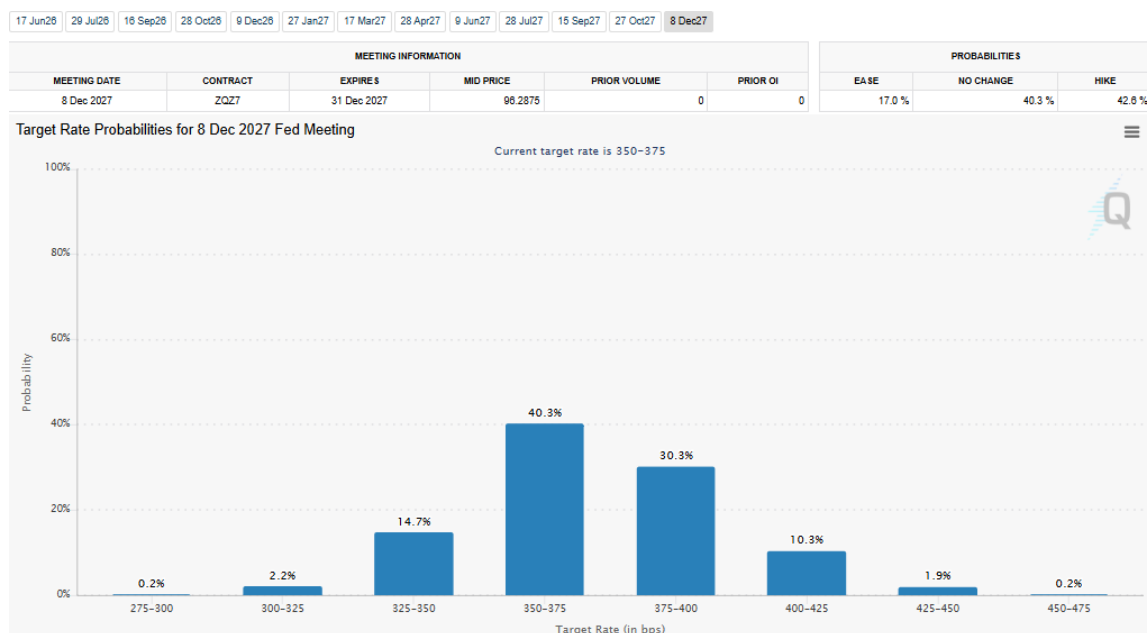 17 Jun26 29 Jul26 16 Sep26 28 Oct26 9 Dec26 27 Jan27 17 Mar27 28 Apr27 9 Jun27 28 Jul27 15 Sep27 27 Oct27 8 Dec27
MEETING INFORMATION PROBABILITIES
MEETING DATE CONTRACT EXPIRES MID PRICE PRIOR VOLUME PRIOR OI EASE NO CHANGE HIKE
8 Dec 2027 ZQZ7 31 Dec 2027 96.2875 0 0 17.0 % 40.3 % 42.6 %
Target Rate Probabilities for 8 Dec 2027 Fed Meeting
Current target rate is 350-375
Q
100%
80%
60%
40%
20%
0%
Probability
0.2%
2.2%
14.7%
40.3%
30.3%
10.3%
1.9%
0.2%
275-300 300-325 325-350 350-375 375-400 400-425 425-450 450-475
Target Rate (in bps)